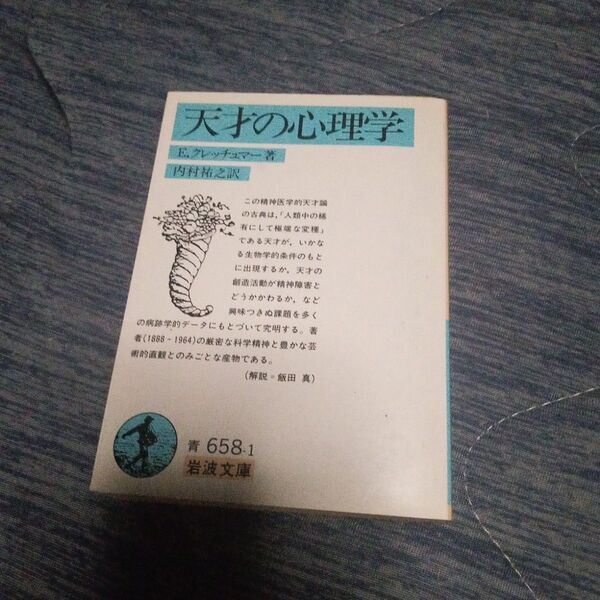 天才の心理学
E.クレッチュマー著
内村祐之訳
この精神医学的天才論
の古典は,「人類中の稀
有にして極端な変種」
である天才が, いかな
る生物学的条件のもと
に出現するか, 天才の
創造活動が精神障害と
どうかかわるか, など
興味つきぬ課題を多く
の病跡学的データにもとづいて究明する。著
者(1888-1964)の厳密な科学精神と豊かな芸
術的直観とのみごとな産物である。
(解説=飯田 真)
青 658-1
岩波文庫